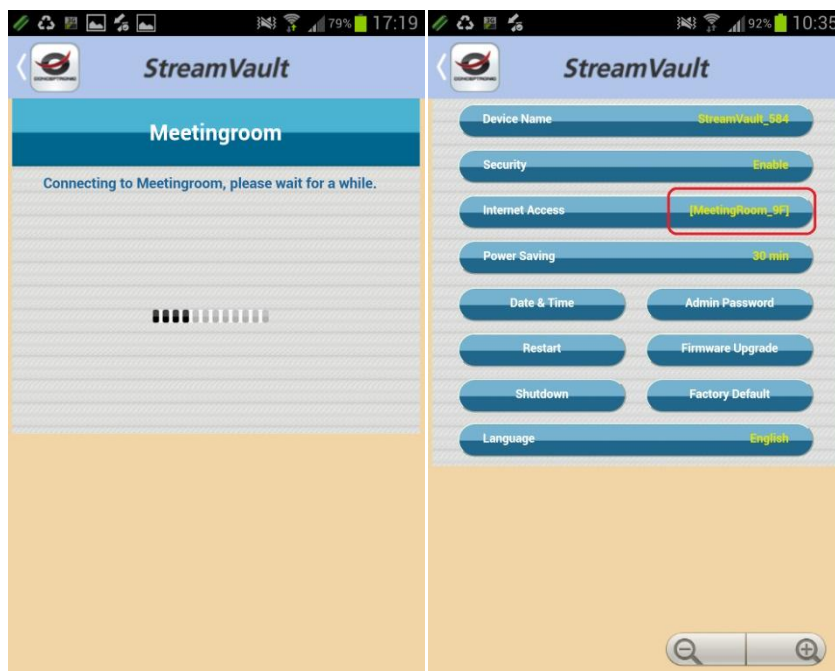 79% 17:19
CONCEPTRONIC
StreamVault
Meetingroom
Connecting to Meetingroom, please wait for a while.
92% 10:35
CONCEPTRONIC
StreamVault
Device Name StreamVault_584
Security Enable
Internet Access [MeetingRoom_9F]
Power Saving 30 min
Date & Time Admin Password
Restart Firmware Upgrade
Shutdown Factory Default
Language English